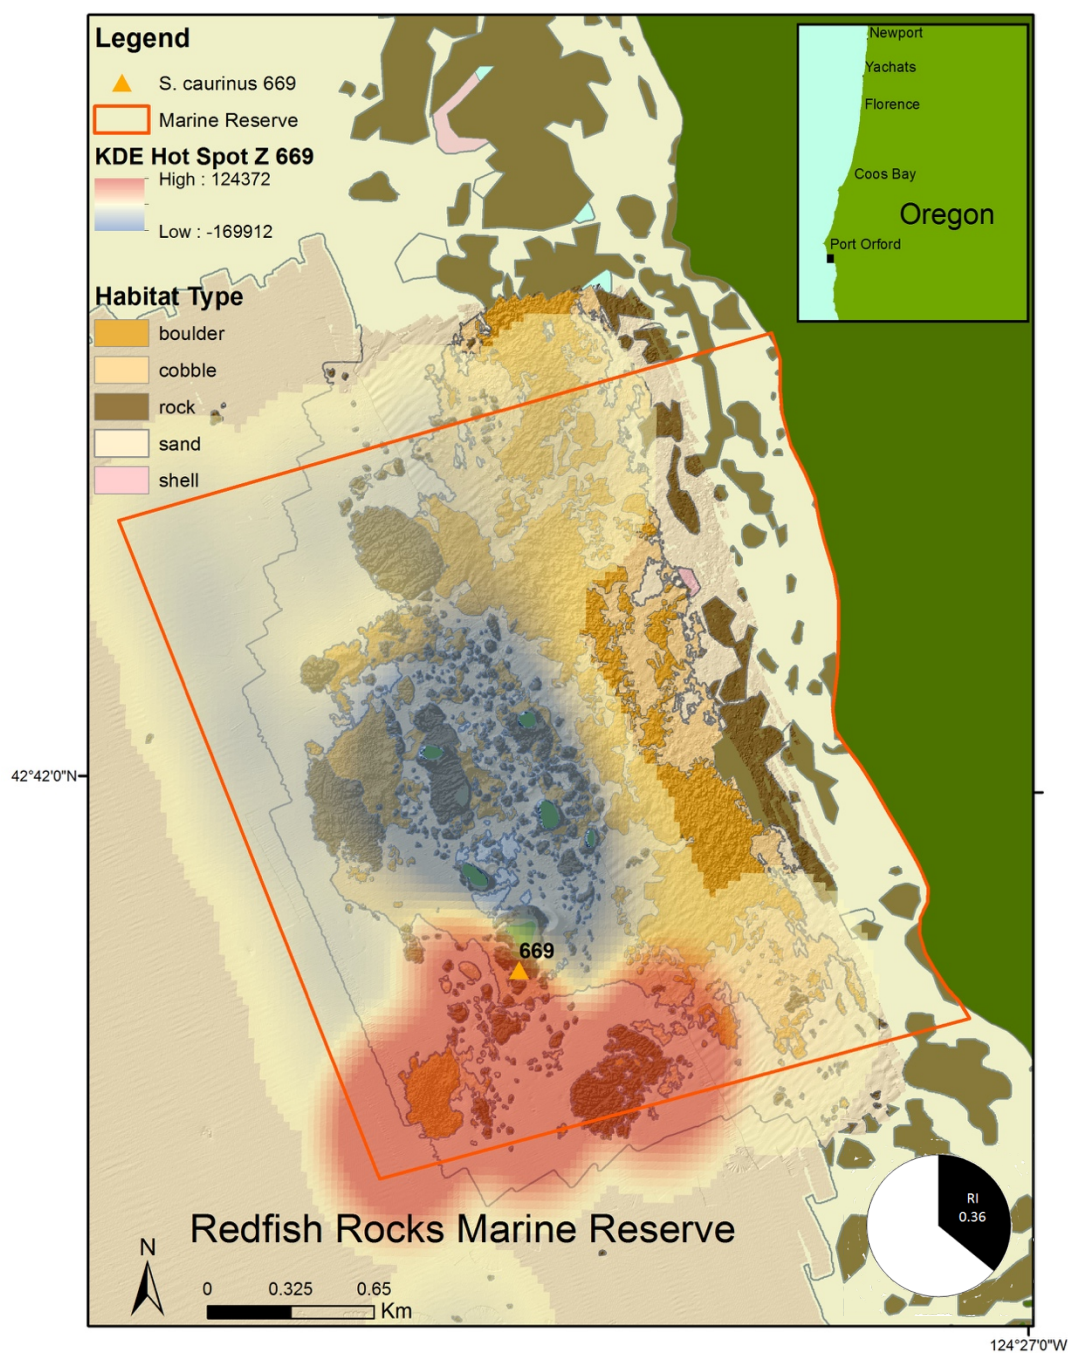 Legend
S. caurinus 669
Marine Reserve
KDE Hot Spot Z 669
High : 124372
Low : -169912
Habitat Type
boulder
cobble
rock
sand
shell
Newport
Yachats
Florence
Coos Bay
Oregon
Port Orford
42°42'0"N
669
RI
0.36
Redfish Rocks Marine Reserve
N
0 0.325 0.65
Km
124°27'0"W